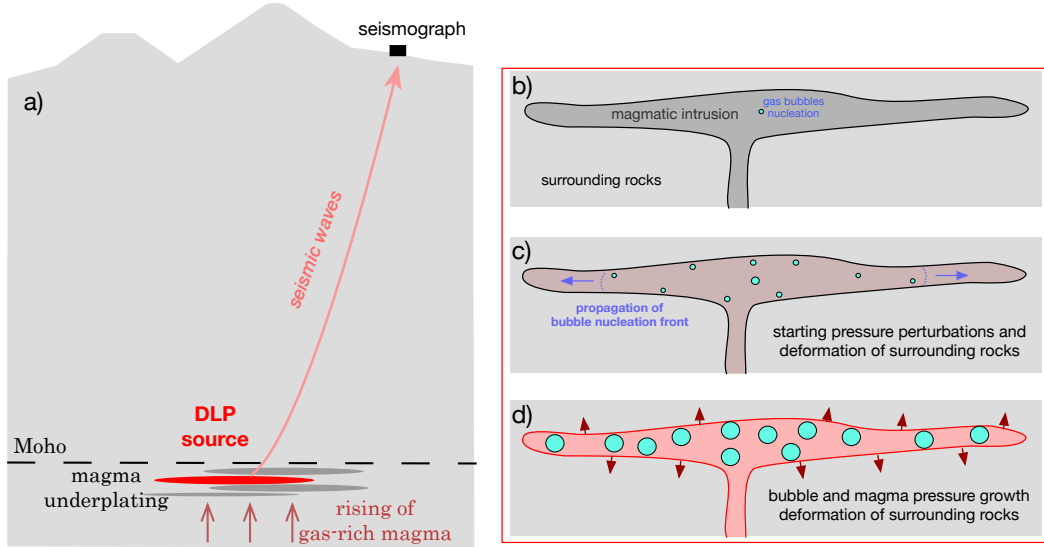 seismograph
a)
seismic waves
DLP
source
Moho
magma
underplating
rising of
gas-rich magma
b)
gas bubbles
nucleation
magmatic intrusion
surrounding rocks
c)
propagation of
bubble nucleation front
starting pressure perturbations and
deformation of surrounding rocks
d)
bubble and magma pressure growth
deformation of surrounding rocks